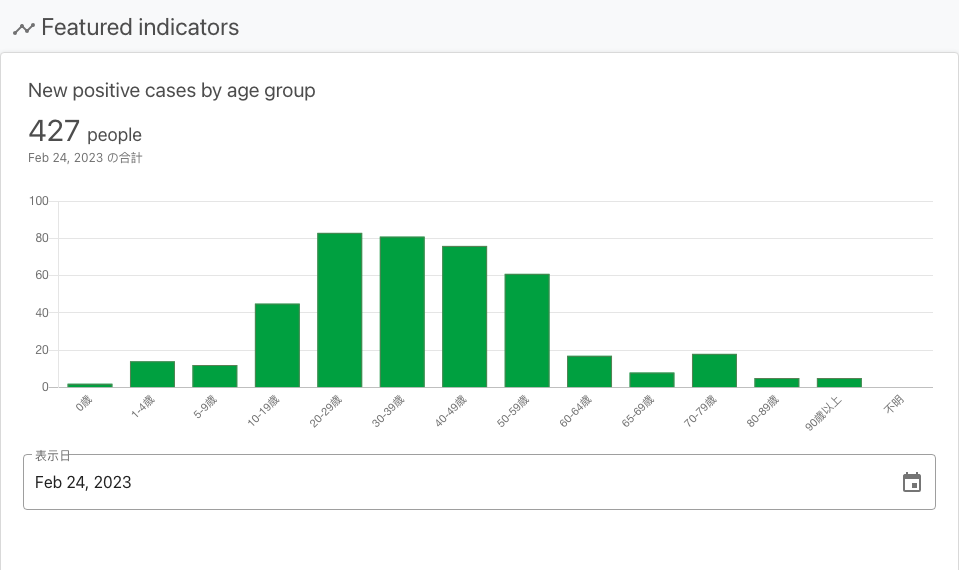 Featured indicators
New positive cases by age group
427 people
Feb 24, 2023 の合計
100
80
60
40
20
0
0歳
1-4歳
5-9歳
10-19歳
20-29歳
30-39歳
40-49歳
50-59歳
60-64歳
65-69歳
70-79歳
80-89歳
90歳以上
不明
表示日
Feb 24, 2023